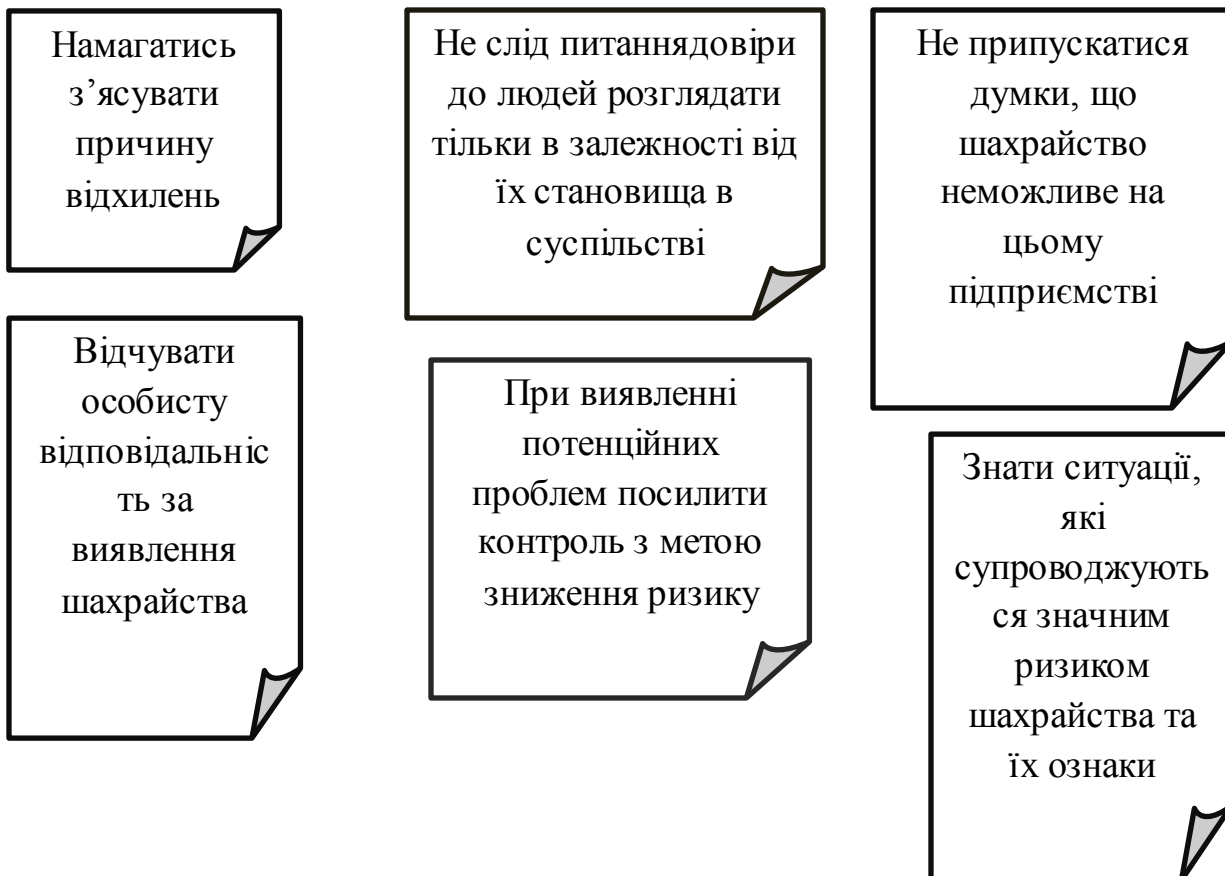 Намагатись
з’ясувати
причину
відхилень
Не слід питаннядовіри
до людей розглядати
тільки в залежності від
їх становища в
суспільстві
Не припускатися
думки, що
шахрайство
неможливе на
цьому
підприємстві
Відчувати
особисту
відповідальніс
ть за
виявлення
шахрайства
При виявленні
потенційних
проблем посилити
контроль з метою
зниження ризику
Знати ситуації,
які
супроводжують
ся значним
ризиком
шахрайства та
їх ознаки